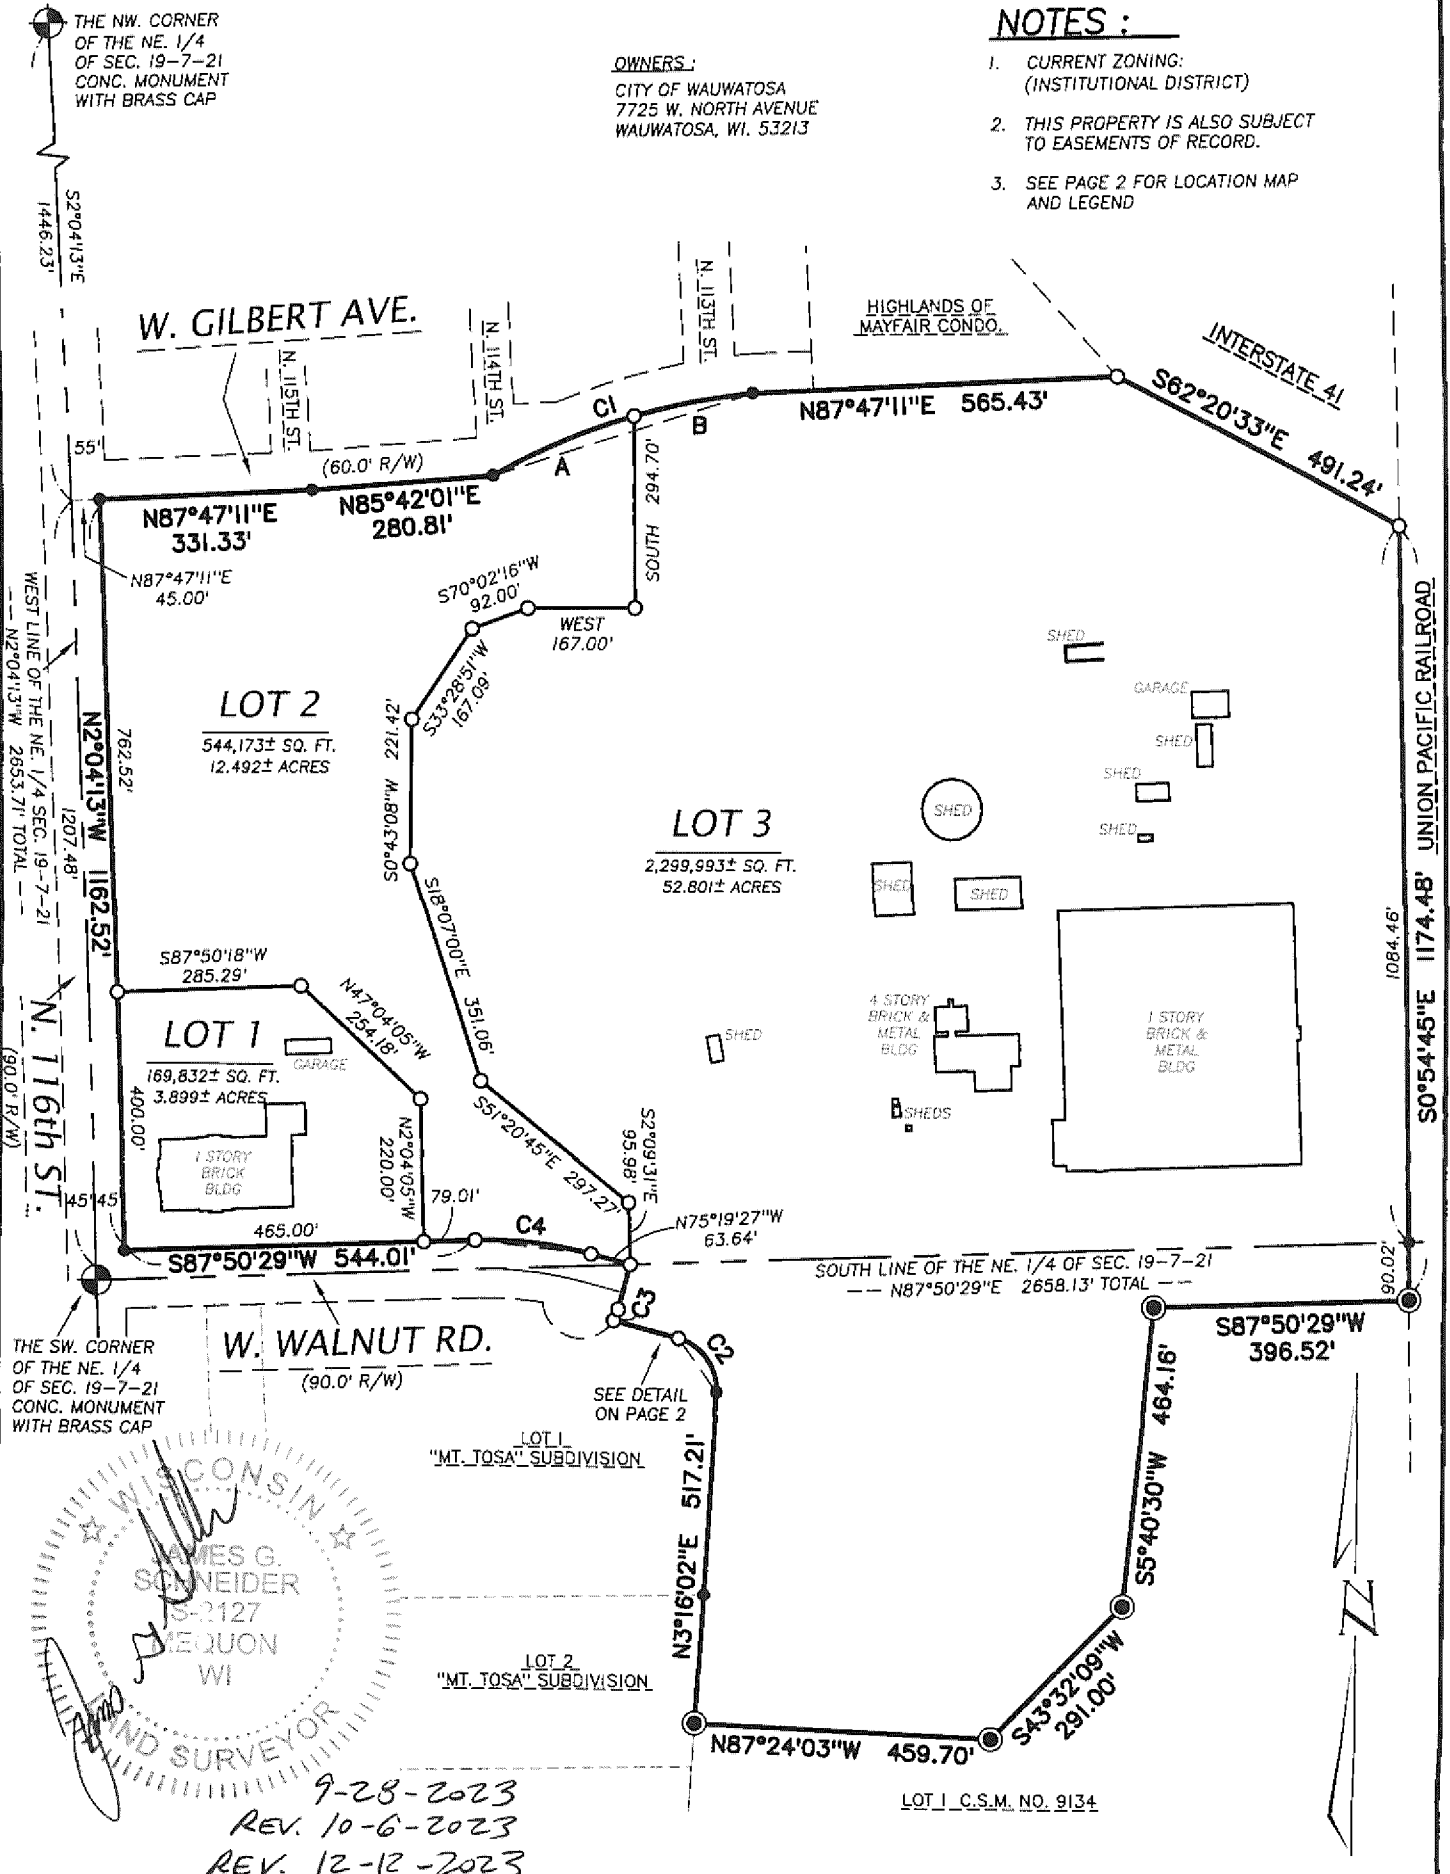 THE NW. CORNER
OF THE NE. 1/4
OF SEC. 19-7-21
CONC. MONUMENT
WITH BRASS CAP
OWNERS:
CITY OF WAUWATOSA
7725 W. NORTH AVENUE
WAUWATOSA, WI. 53213
NOTES :
1. CURRENT ZONING:
(INSTITUTIONAL DISTRICT)
2. THIS PROPERTY IS ALSO SUBJECT
TO EASEMENTS OF RECORD.
3. SEE PAGE 2 FOR LOCATION MAP
AND LEGEND
S2°04'13"E
1446.23'
W. GILBERT AVE.
N. 115TH ST.
N. 114TH ST.
N. 113TH ST.
HIGHLANDS OF
MAYFAIR CONDO.
INTERSTATE 41
55'
(60.0' R/W)
C1
A
B
N87°47'11"E 565.43'
S62°20'33"E 491.24'
N87°47'11"E
331.33'
N85°42'01"E
280.81'
SOUTH 294.70'
N87°47'11"E
45.00'
S70°02'16"W
92.00'
WEST
167.00'
S33°28'51"W
167.09'
WEST LINE OF THE NE. 1/4 SEC. 19-7-21
-- N2°04'13"W 2653.71' TOTAL --
1207.48'
N2°04'13"W 1162.52'
762.52'
LOT 2
544,173± SQ. FT.
12.492± ACRES
S0°43'08"W 221.42'
LOT 3
2,299,993± SQ. FT.
52.801± ACRES
SHED
GARAGE
SHED
SHED
SHED
SHED
SHED
SHED
UNION PACIFIC RAILROAD
S0°54'45"E 1174.48'
1084.46'
S18°07'00"E 351.06'
S87°50'18"W
285.29'
N47°04'05"W
254.18'
LOT 1
169,832± SQ. FT.
3.899± ACRES
GARAGE
400.00'
1 STORY
BRICK
BLDG
N2°04'05"W
220.00'
N. 116th ST.
(90.0' R/W)
45' 45'
SHED
4 STORY
BRICK &
METAL
BLDG
SHEDS
1 STORY
BRICK &
METAL
BLDG
S51°20'45"E 297.27'
S2°09'31"E
95.98'
N75°19'27"W
63.64'
465.00'
79.01'
C4
S87°50'29"W 544.01'
SOUTH LINE OF THE NE. 1/4 OF SEC. 19-7-21
-- N87°50'29"E 2658.13' TOTAL --
90.02'
S87°50'29"W
396.52'
C3
C2
THE SW. CORNER
OF THE NE. 1/4
OF SEC. 19-7-21
CONC. MONUMENT
WITH BRASS CAP
W. WALNUT RD.
(90.0' R/W)
SEE DETAIL
ON PAGE 2
LOT 1
"MT. TOSA" SUBDIVISION
N3°16'02"E 517.21'
S5°40'30"W 464.16'
S43°32'09"W
291.00'
LOT 2
"MT. TOSA" SUBDIVISION
N87°24'03"W 459.70'
LOT 1 C.S.M. NO. 9134
N
WISCONSIN
JAMES G.
SCHNEIDER
S-2127
MEQUON
WI
LAND SURVEYOR
9-28-2023
REV. 10-6-2023
REV. 12-12-2023